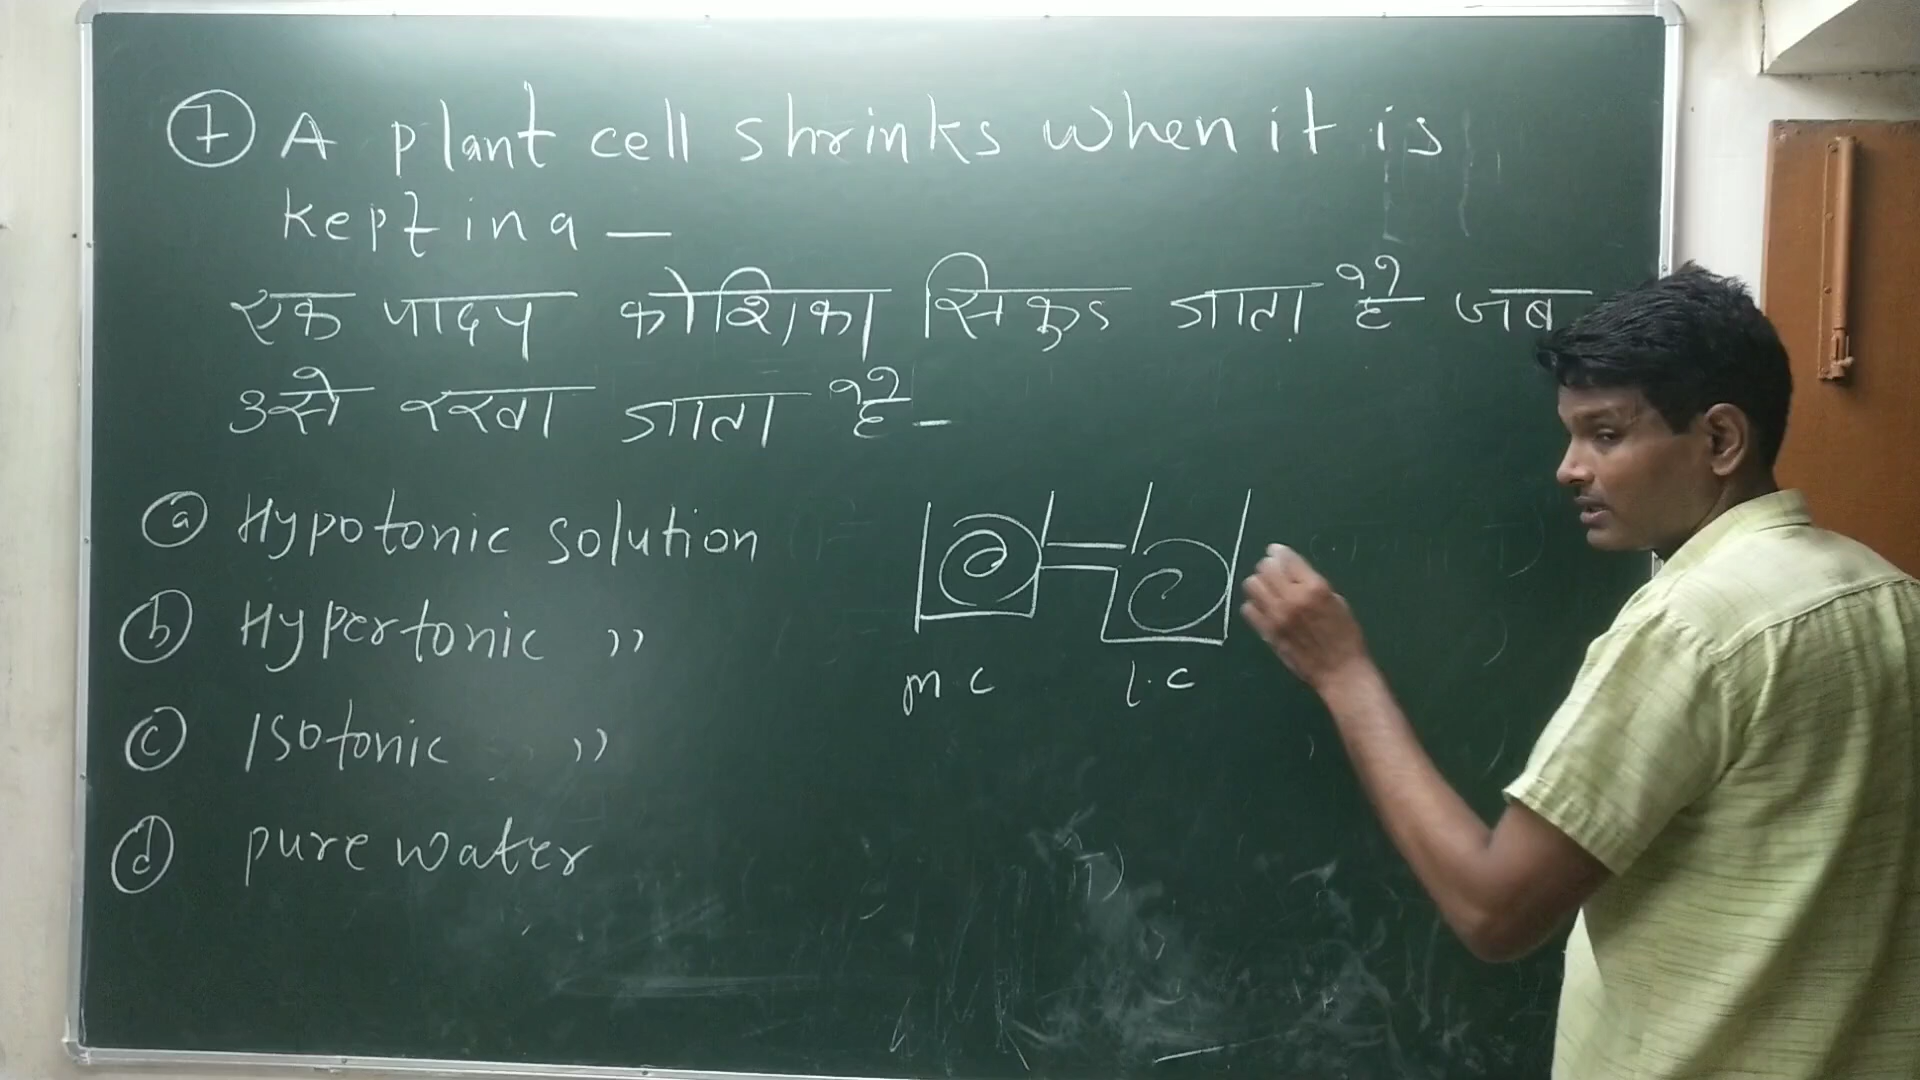 7 A plant cell shrinks when it is
kept in a —
एक पादप कोशिका सिकुड जाता है जब
उसे रखा जाता है -
a Hypotonic solution
b Hypertonic ,,
c Isotonic ,,
d pure water
m c
l.c